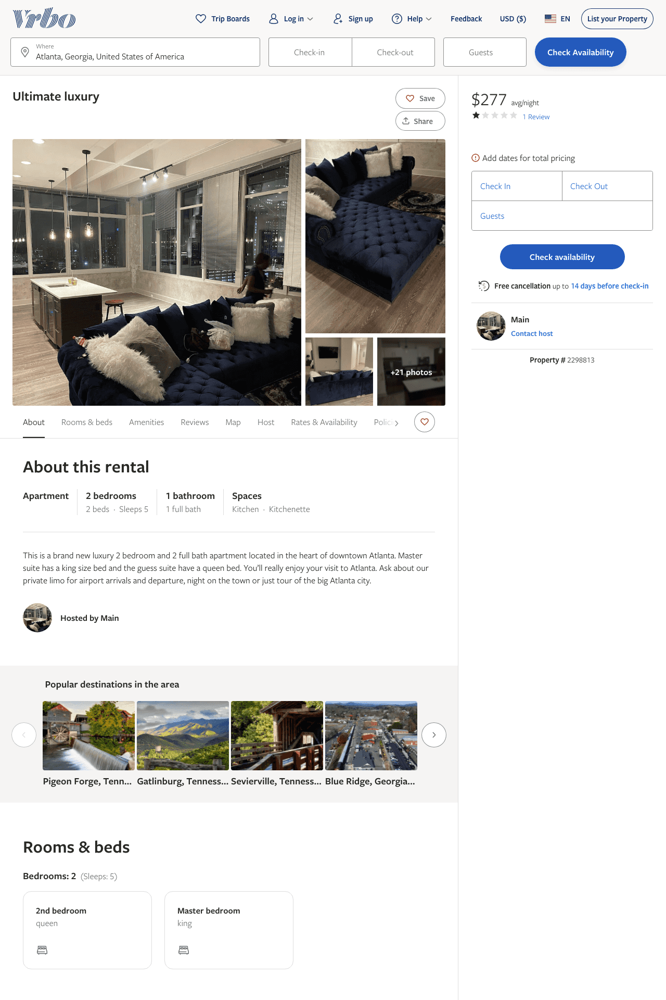 Vrbo
Trip Boards
Log in
Sign up
Help
Feedback
USD ($)
EN
List your Property
Where
Atlanta, Georgia, United States of America
Check-in
Check-out
Guests
Check Availability
Ultimate luxury
Save
Share
+21 photos
$277 avg/night
1 Review
Add dates for total pricing
Check In
Check Out
Guests
Check availability
Free cancellation up to 14 days before check-in
Main
Contact host
Property # 2298813
About
Rooms & beds
Amenities
Reviews
Map
Host
Rates & Availability
Polici
About this rental
Apartment
2 bedrooms
2 beds · Sleeps 5
1 bathroom
1 full bath
Spaces
Kitchen · Kitchenette
This is a brand new luxury 2 bedroom and 2 full bath apartment located in the heart of downtown Atlanta. Master
suite has a king size bed and the guess suite have a queen bed. You’ll really enjoy your visit to Atlanta. Ask about our
private limo for airport arrivals and departure, night on the town or just tour of the big Atlanta city.
Hosted by Main
Popular destinations in the area
Pigeon Forge, Tenn...
Gatlinburg, Tenness...
Sevierville, Tenness...
Blue Ridge, Georgia...
Rooms & beds
Bedrooms: 2 (Sleeps: 5)
2nd bedroom
queen
Master bedroom
king